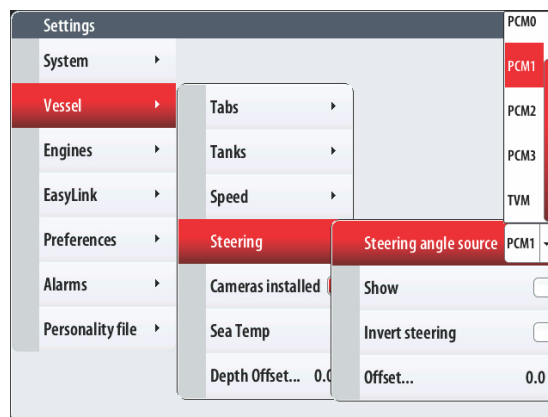 Settings
System
Vessel
Engines
EasyLink
Preferences
Alarms
Personality file
Tabs
Tanks
Speed
Steering
Cameras installed
Sea Temp
Depth Offset... 0.0
Steering angle source PCM1
Show
Invert steering
Offset... 0.0
PCM0
PCM1
PCM2
PCM3
TVM